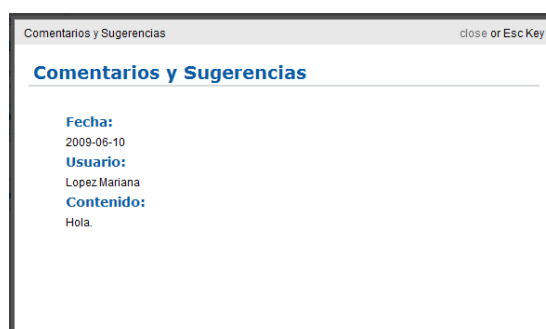 Comentarios y Sugerencias close or Esc Key
Comentarios y Sugerencias
Fecha:
2009-06-10
Usuario:
Lopez Mariana
Contenido:
Hola.